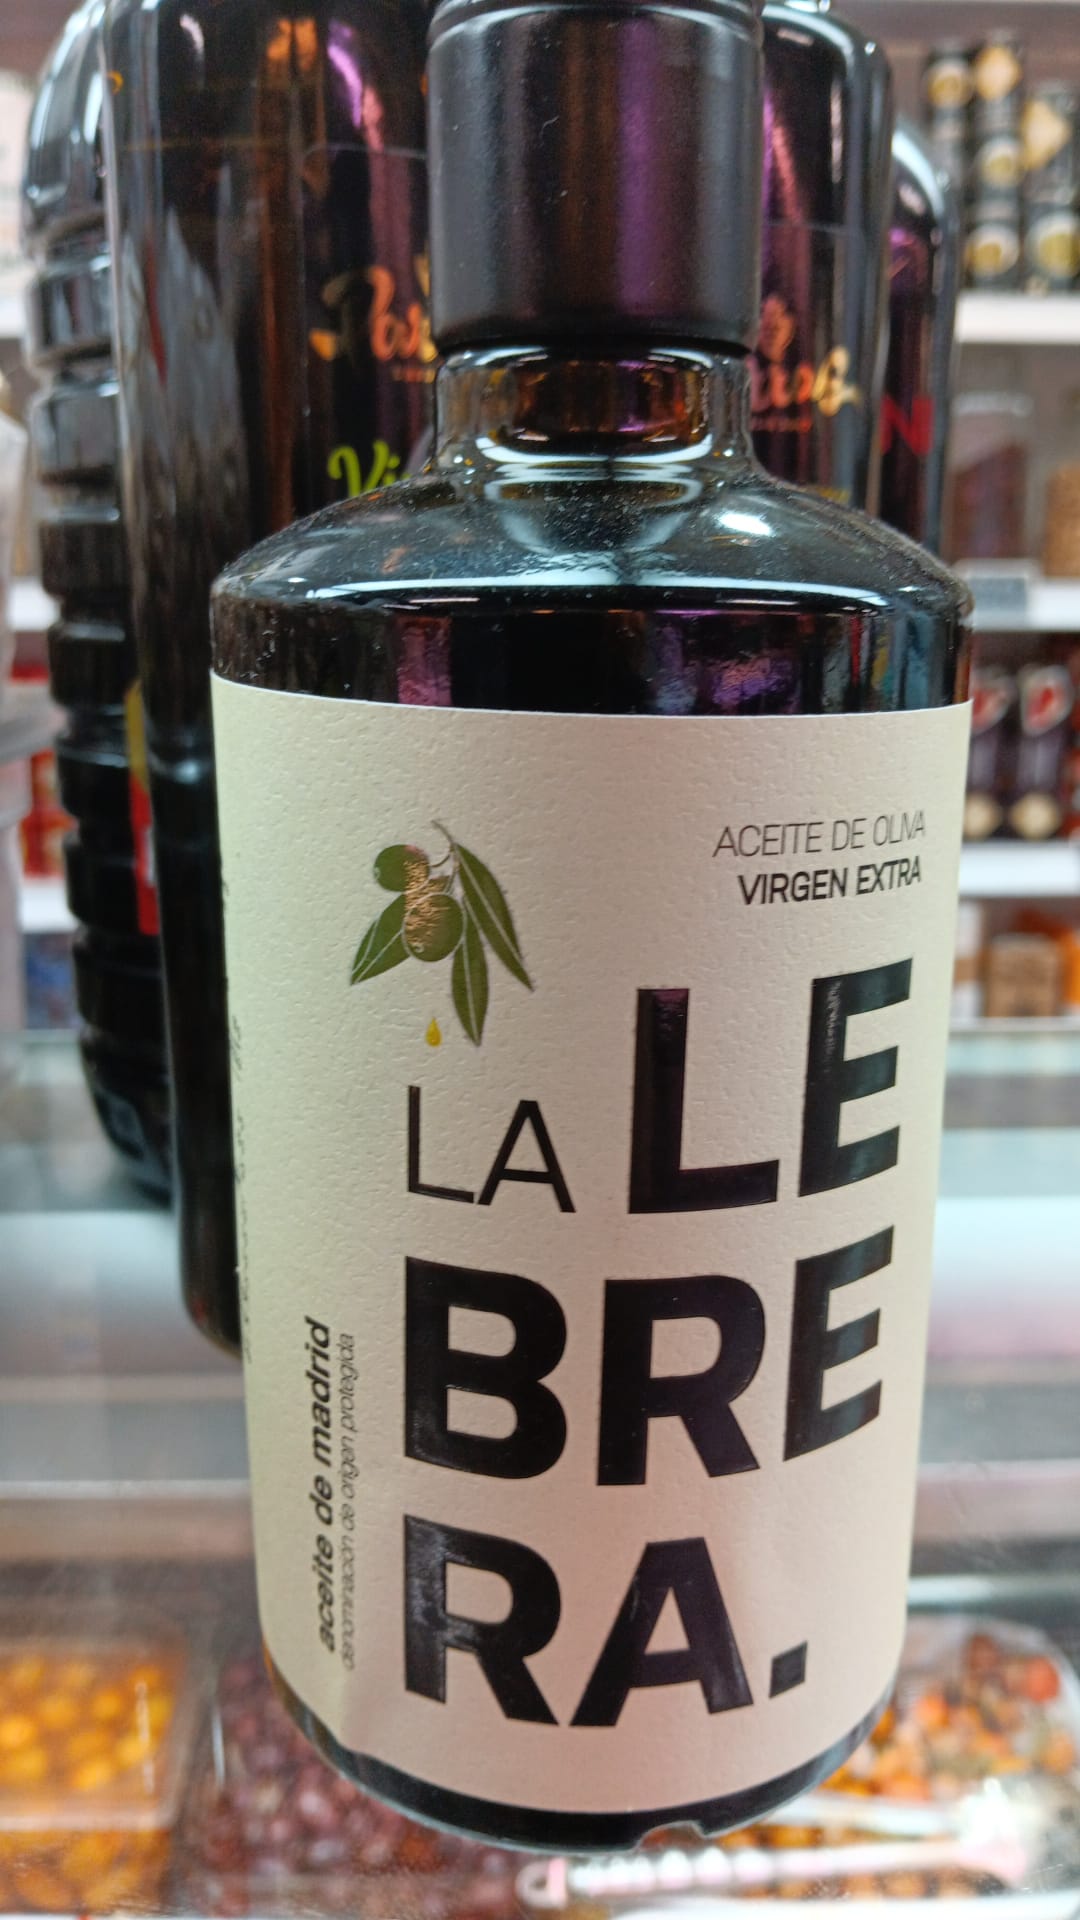 ACEITE DE OLIVA
VIRGEN EXTRA
LA LE
BRE
RA.
aceite de madrid
denominación de origen protegida